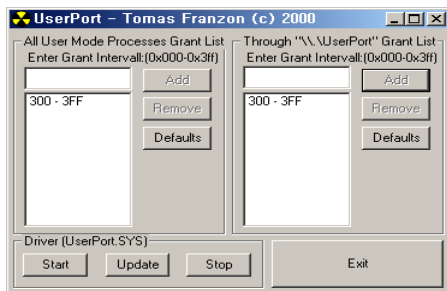 UserPort – Tomas Franzon (c) 2000
All User Mode Processes Grant List
Enter Grant Intervall:(0x000-0x3ff)
Add
300 - 3FF
Remove
Defaults
Through "\\.\UserPort" Grant List
Enter Grant Intervall:(0x000-0x3ff)
Add
300 - 3FF
Remove
Defaults
Driver (UserPort.SYS)
Start
Update
Stop
Exit